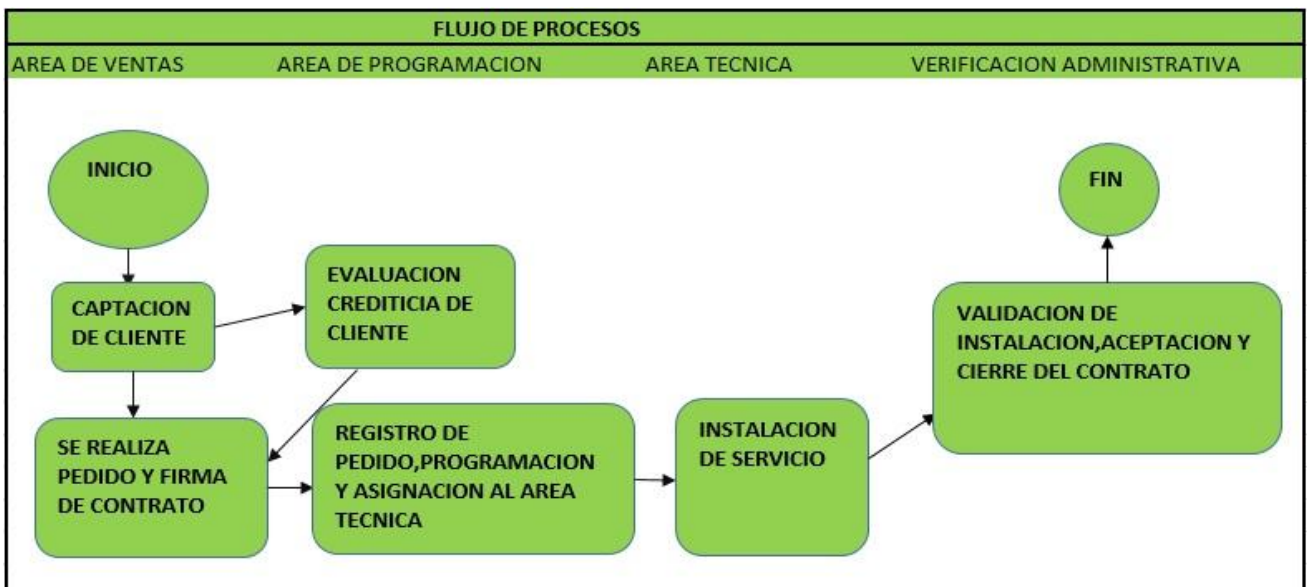 FLUJO DE PROCESOS
AREA DE VENTAS
AREA DE PROGRAMACION
AREA TECNICA
VERIFICACION ADMINISTRATIVA
INICIO
FIN
CAPTACION
DE CLIENTE
EVALUACION
CREDITICIA DE
CLIENTE
VALIDACION DE
INSTALACION,ACEPTACION Y
CIERRE DEL CONTRATO
SE REALIZA
PEDIDO Y FIRMA
DE CONTRATO
REGISTRO DE
PEDIDO,PROGRAMACION
Y ASIGNACION AL AREA
TECNICA
INSTALACION
DE SERVICIO